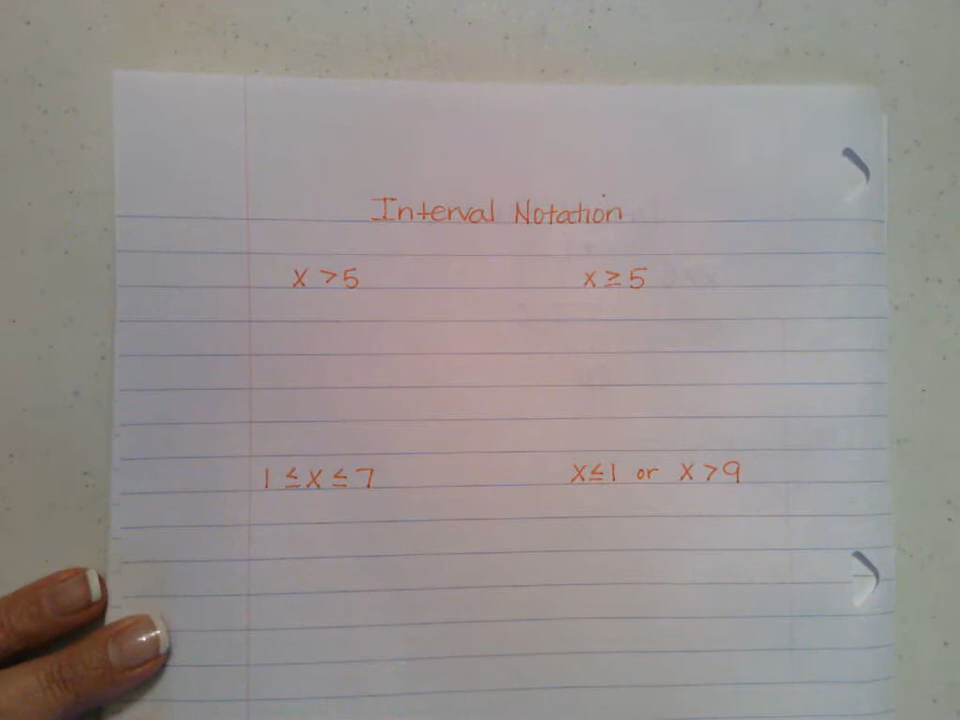 Interval Notation
x > 5
x ≥ 5
1 ≤ x ≤ 7
x ≤ 1 or x > 9